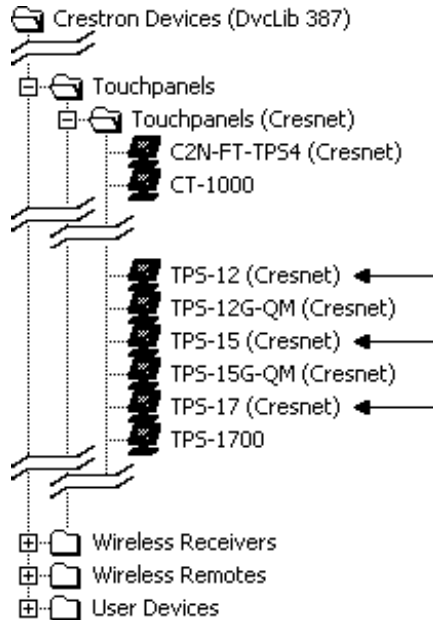 Crestron Devices (DvcLib 387)
Touchpanels
Touchpanels (Cresnet)
C2N-FT-TPS4 (Cresnet)
CT-1000
TPS-12 (Cresnet)
TPS-12G-QM (Cresnet)
TPS-15 (Cresnet)
TPS-15G-QM (Cresnet)
TPS-17 (Cresnet)
TPS-1700
Wireless Receivers
Wireless Remotes
User Devices